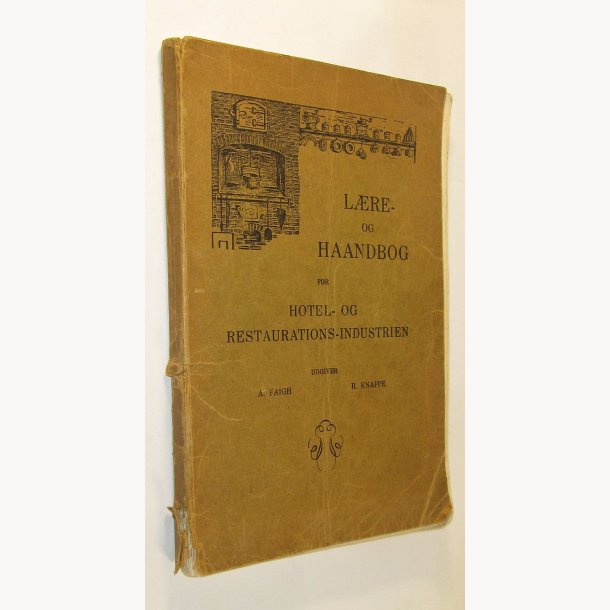 LÆRE-
OG
HAANDBOG
FOR
HOTEL- OG
RESTAURATIONS-INDUSTRIEN
UDGIVER
A. FAIGH R. KNAPPE